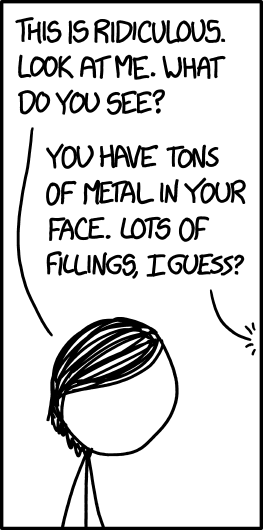 THIS IS RIDICULOUS.
LOOK AT ME. WHAT
DO YOU SEE?
YOU HAVE TONS
OF METAL IN YOUR
FACE. LOTS OF
FILLINGS, I GUESS?